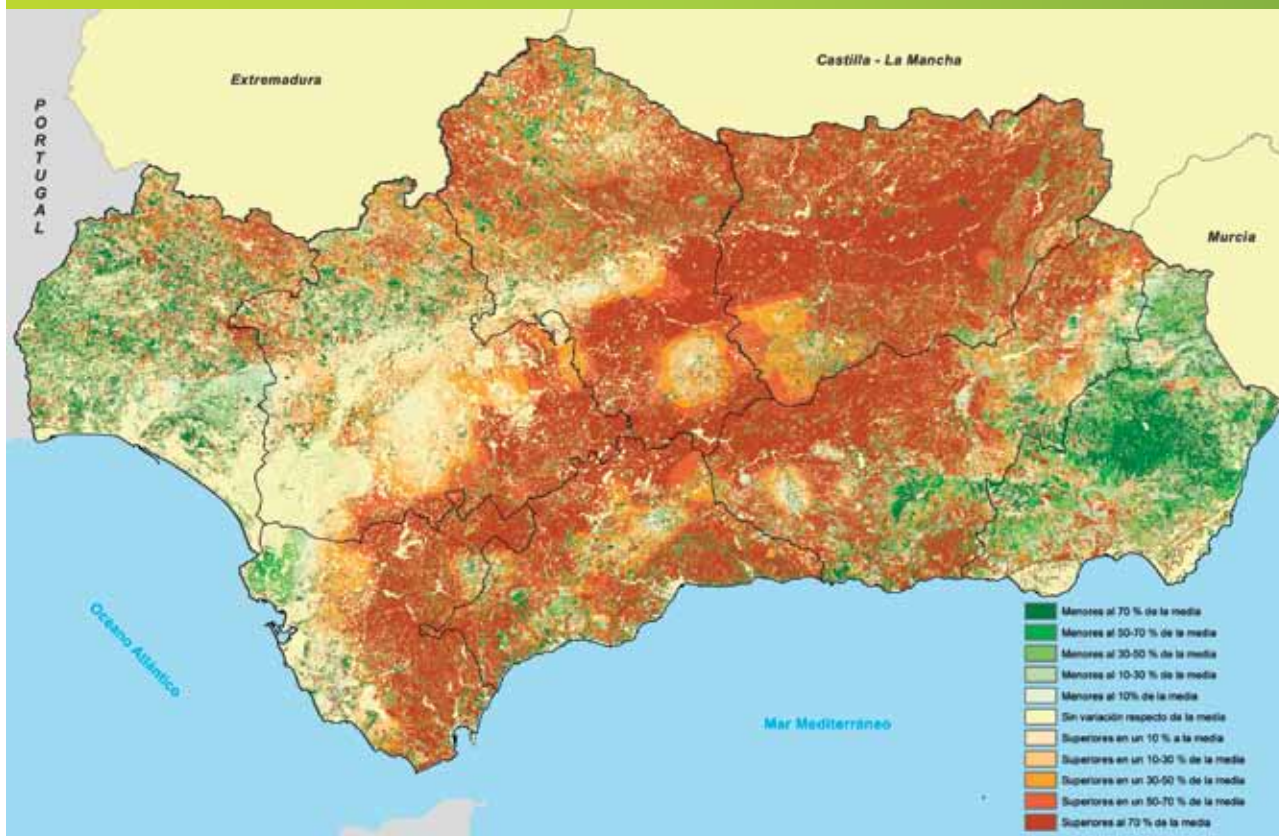 Extremadura
Castilla - La Mancha
PORTUGAL
Murcia
Océano Atlántico
Mar Mediterráneo
Menores al 70 % de la media
Menores al 50-70 % de la media
Menores al 30-50 % de la media
Menores al 10-30 % de la media
Menores al 10% de la media
Sin variación respecto de la media
Superiores en un 10 % a la media
Superiores en un 10-30 % de la media
Superiores en un 30-50 % de la media
Superiores en un 50-70 % de la media
Superiores al 70 % de la media